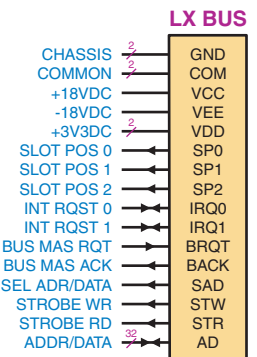 LX BUS
CHASSIS 2 GND
COMMON 2 COM
+18VDC VCC
-18VDC VEE
+3V3DC 2 VDD
SLOT POS 0 SP0
SLOT POS 1 SP1
SLOT POS 2 SP2
INT RQST 0 IRQ0
INT RQST 1 IRQ1
BUS MAS RQT BRQT
BUS MAS ACK BACK
SEL ADR/DATA SAD
STROBE WR STW
STROBE RD STR
ADDR/DATA 32 AD